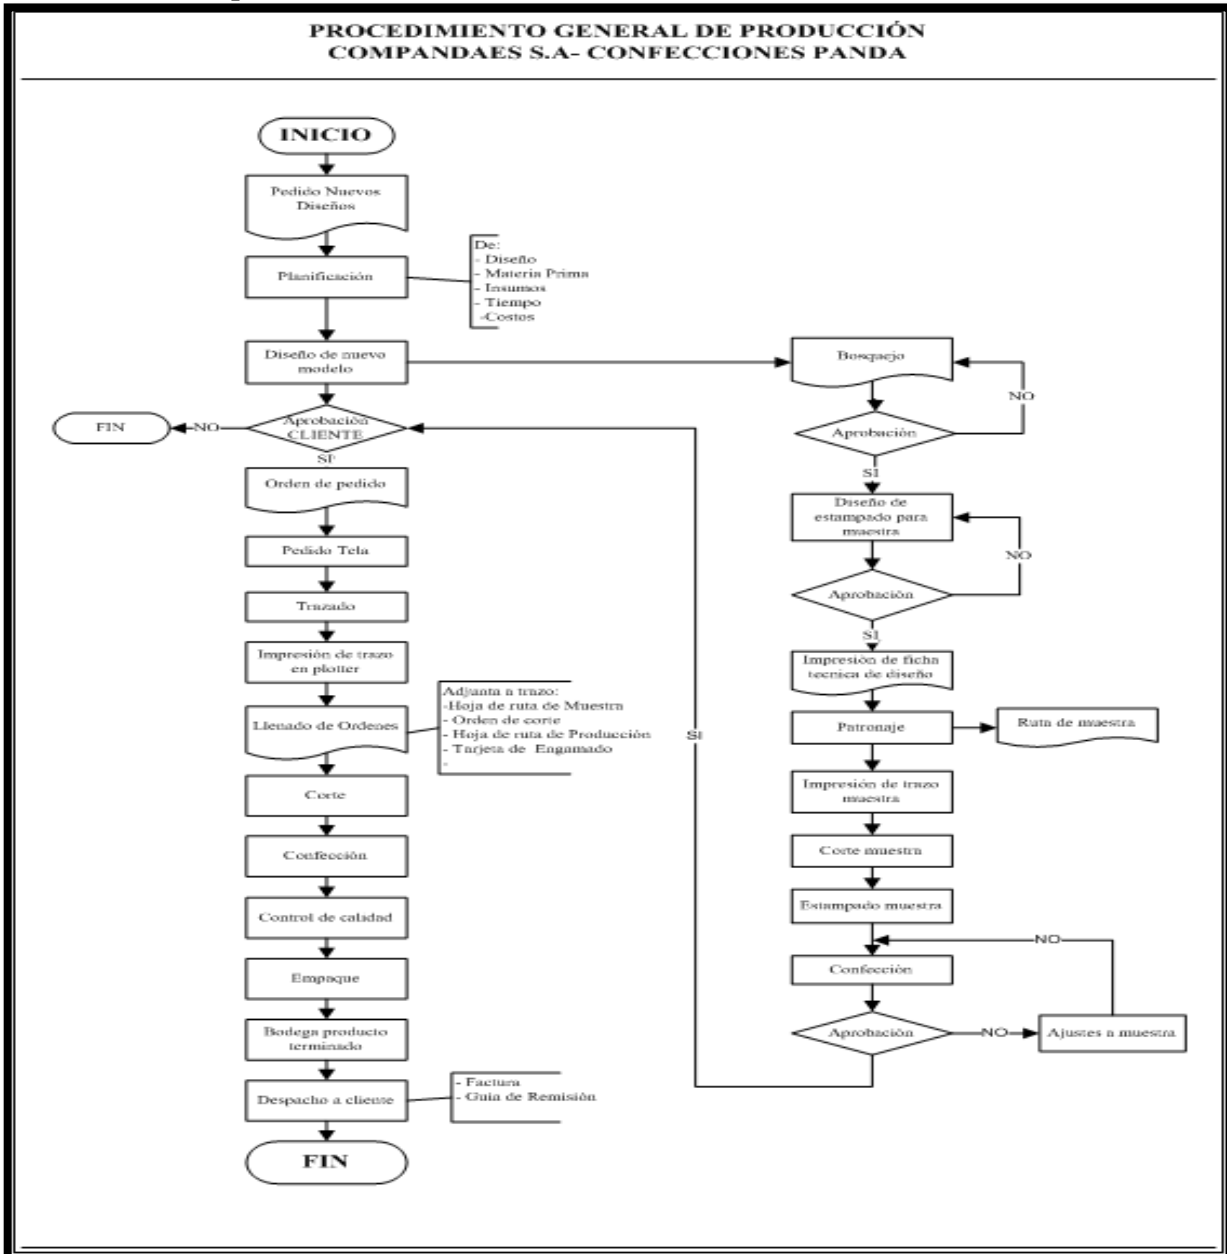 PROCEDIMIENTO GENERAL DE PRODUCCIÓN
COMPANDAES S.A- CONFECCIONES PANDA
INICIO
Pedido Nuevos
Diseños
Planificación
De:
- Diseño
- Materia Prima
- Insumos
- Tiempo
-Costos
Diseño de nuevo
modelo
Aprobación
CLIENTE
NO
FIN
SI
Orden de pedido
Pedido Tela
Trazado
Impresión de trazo
en plotter
Llenado de Ordenes
Adjunta a trazo:
-Hoja de ruta de Muestra
- Orden de corte
- Hoja de ruta de Producción
- Tarjeta de Engamado
-
Corte
Confección
Control de calidad
Empaque
Bodega producto
terminado
Despacho a cliente
- Factura
- Guia de Remisión
FIN
Bosquejo
NO
Aprobación
SI
Diseño de
estampado para
muestra
NO
Aprobación
SI
Impresión de ficha
tecnica de diseño
Patronaje
Ruta de muestra
Impresión de trazo
muestra
Corte muestra
Estampado muestra
NO
Confección
Aprobación
NO
Ajustes a muestra
SI